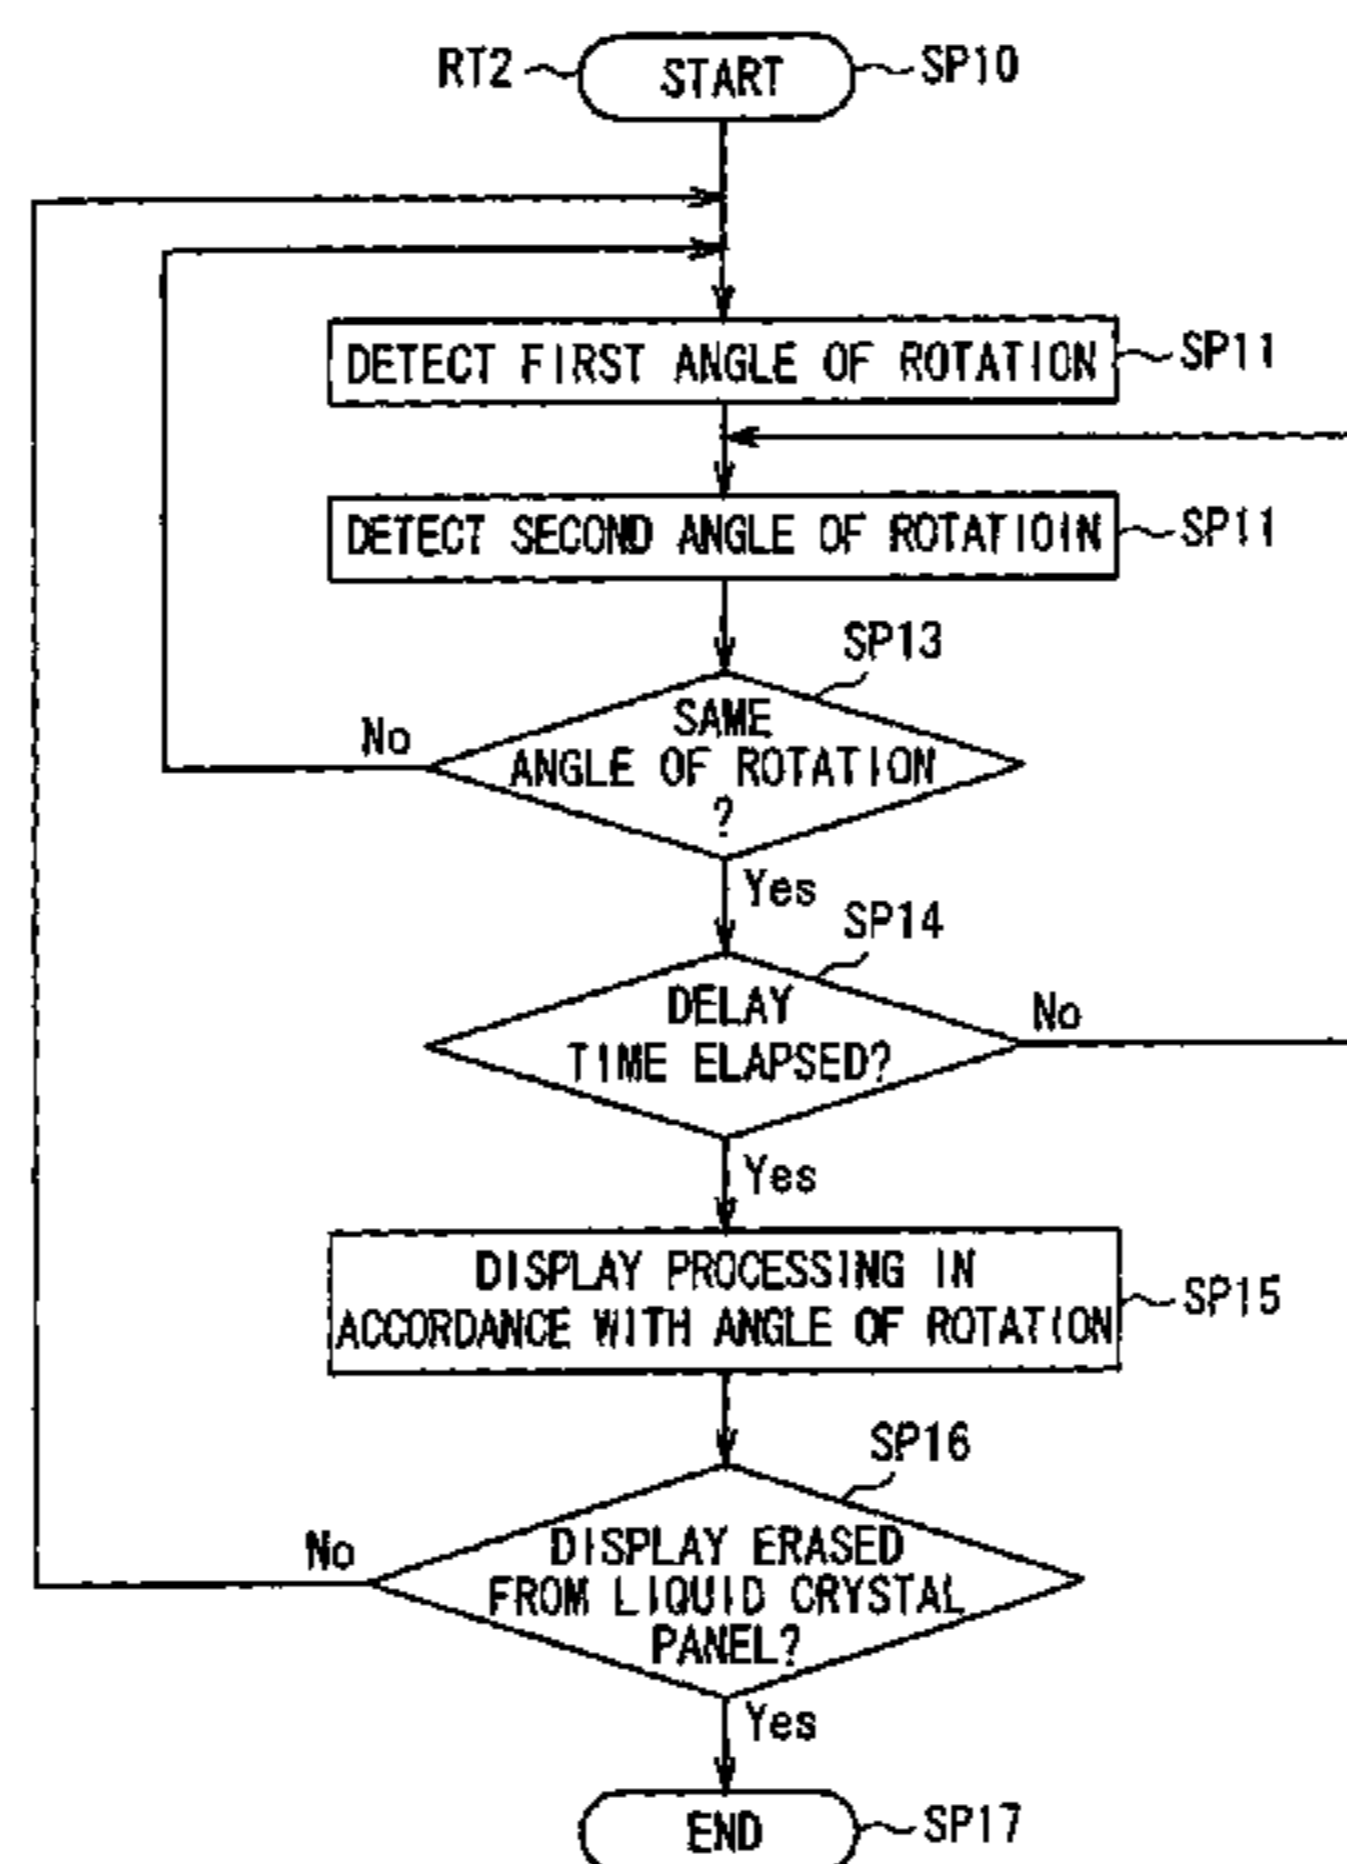 RT2 START SP10
DETECT FIRST ANGLE OF ROTATION SP11
DETECT SECOND ANGLE OF ROTATIOIN SP11
SP13
SAME
No
ANGLE OF ROTATION
?
Yes
SP14
DELAY
No
TIME ELAPSED?
Yes
DISPLAY PROCESSING IN
SP15
ACCORDANCE WITH ANGLE OF ROTATION
SP16
No
DISPLAY ERASED
FROM LIQUID CRYSTAL
PANEL?
Yes
END SP17